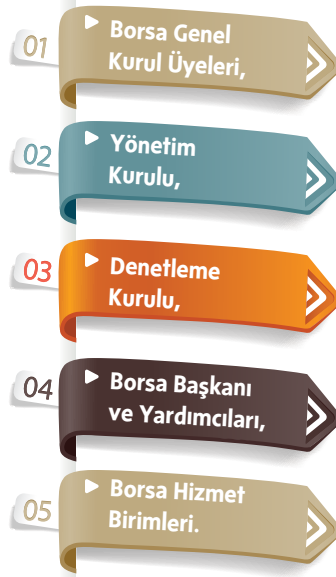 01
Borsa Genel
Kurul Üyeleri,
02
Yönetim
Kurulu,
03
Denetleme
Kurulu,
04
Borsa Başkanı
ve Yardımcıları,
05
Borsa Hizmet
Birimleri.